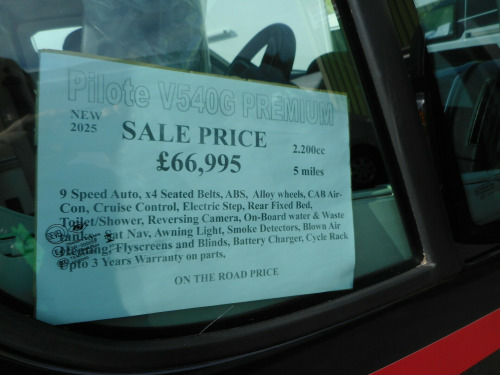 Pilote V540G PREMIUM
NEW
2025
SALE PRICE
£66,995
2.200cc
5 miles
9 Speed Auto, x4 Seated Belts, ABS, Alloy wheels, CAB Air-
Con, Cruise Control, Electric Step, Rear Fixed Bed,
Toilet/Shower, Reversing Camera, On-Board water & Waste
tanks, Sat Nav, Awning Light, Smoke Detectors, Blown Air
Heating, Flyscreens and Blinds, Battery Charger, Cycle Rack
Upto 3 Years Warranty on parts.
ON THE ROAD PRICE